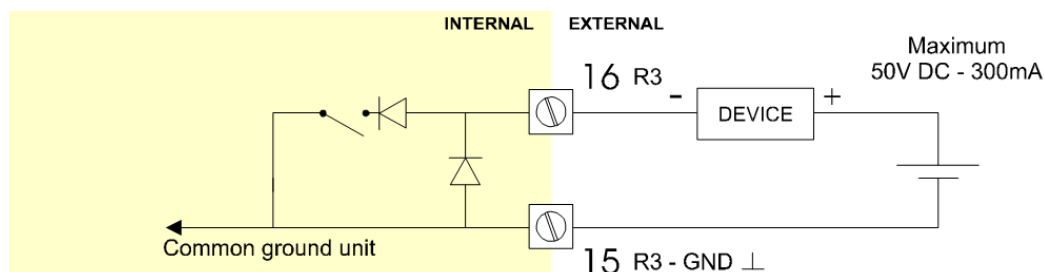 INTERNAL EXTERNAL
Maximum
50V DC - 300mA
16 R3
- DEVICE +
Common ground unit
15 R3 - GND ⊥